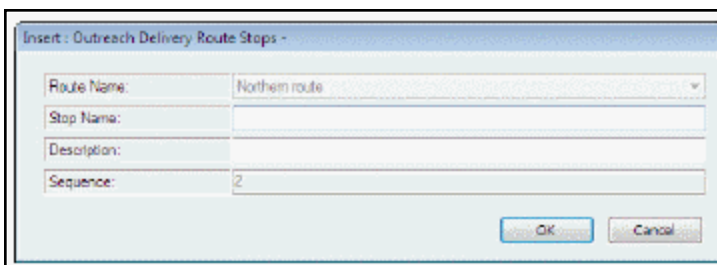 Insert : Outreach Delivery Route Stops -
Route Name: Northern route
Stop Name:
Description:
Sequence: 2
OK Cancel